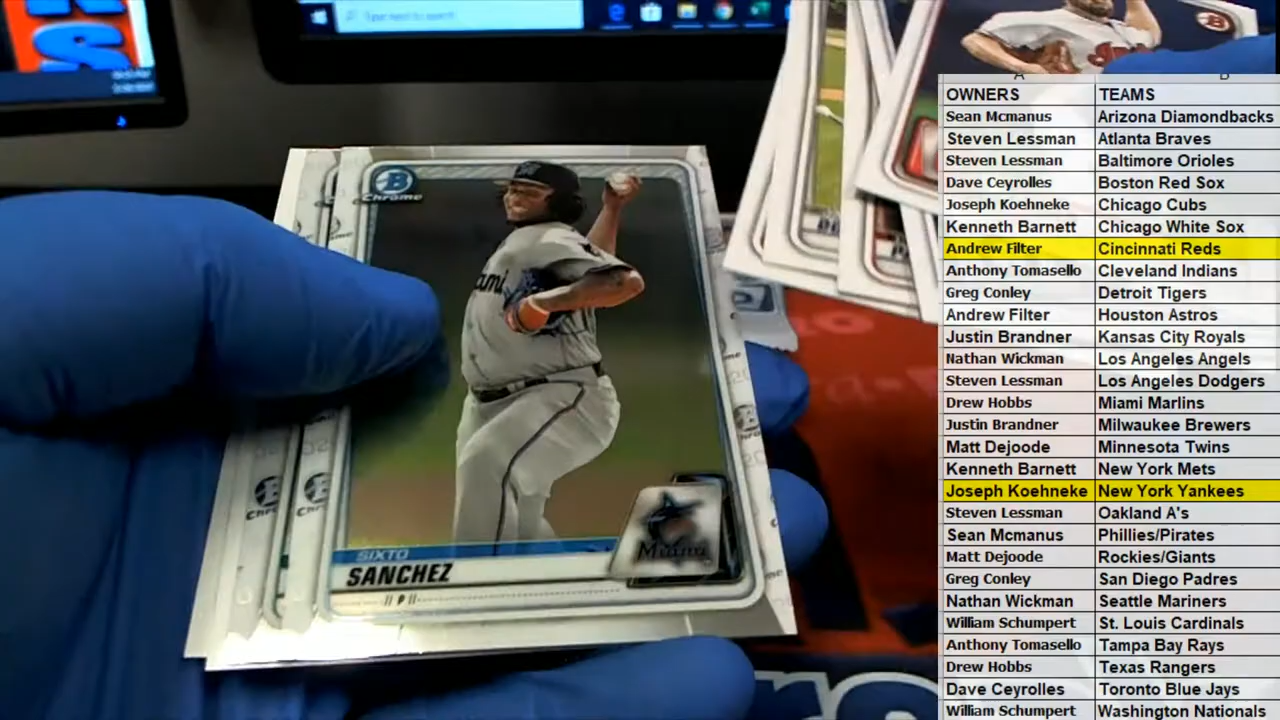 Type here to search
B
Chrome
Miami
SIXTO
SANCHEZ
P
A B
OWNERS TEAMS
Sean Mcmanus Arizona Diamondbacks
Steven Lessman Atlanta Braves
Steven Lessman Baltimore Orioles
Dave Ceyrolles Boston Red Sox
Joseph Koehneke Chicago Cubs
Kenneth Barnett Chicago White Sox
Andrew Filter Cincinnati Reds
Anthony Tomasello Cleveland Indians
Greg Conley Detroit Tigers
Andrew Filter Houston Astros
Justin Brandner Kansas City Royals
Nathan Wickman Los Angeles Angels
Steven Lessman Los Angeles Dodgers
Drew Hobbs Miami Marlins
Justin Brandner Milwaukee Brewers
Matt Dejoode Minnesota Twins
Kenneth Barnett New York Mets
Joseph Koehneke New York Yankees
Steven Lessman Oakland A's
Sean Mcmanus Phillies/Pirates
Matt Dejoode Rockies/Giants
Greg Conley San Diego Padres
Nathan Wickman Seattle Mariners
William Schumpert St. Louis Cardinals
Anthony Tomasello Tampa Bay Rays
Drew Hobbs Texas Rangers
Dave Ceyrolles Toronto Blue Jays
William Schumpert Washington Nationals